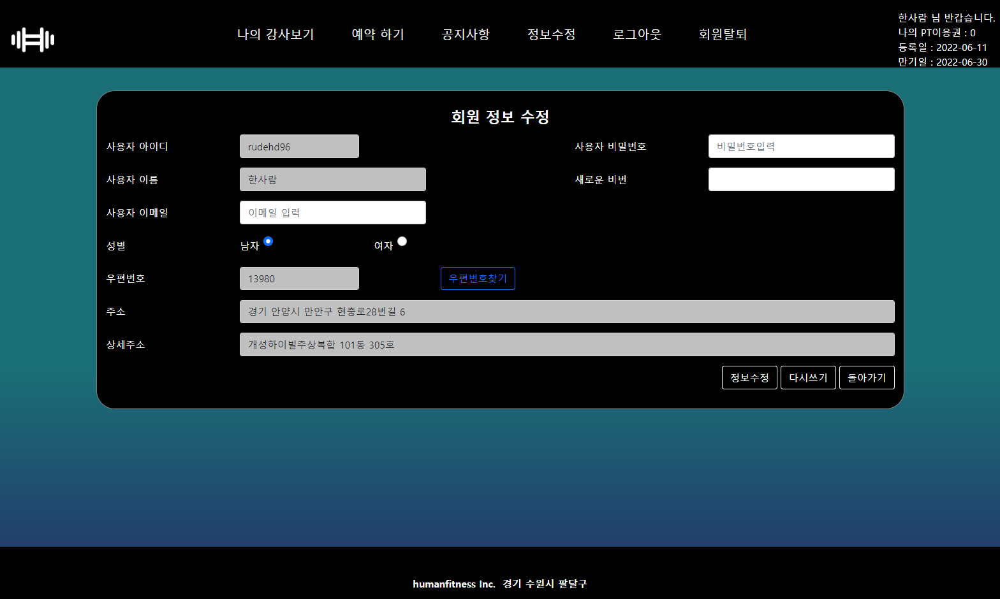 나의 강사보기 예약 하기 공지사항 정보수정 로그아웃 회원탈퇴
한사람 님 반갑습니다.
나의 PT이용권 : 0
등록일 : 2022-06-11
만기일 : 2022-06-30
회원 정보 수정
사용자 아이디 rudehd96 사용자 비밀번호 비밀번호입력
사용자 이름 한사람 새로운 비번
사용자 이메일 이메일 입력
성별 남자 여자
우편번호 13980 우편번호찾기
주소 경기 안양시 만안구 현충로28번길 6
상세주소 개성하이빌주상복합 101동 305호
정보수정 다시쓰기 돌아가기
humanfitness Inc. 경기 수원시 팔달구